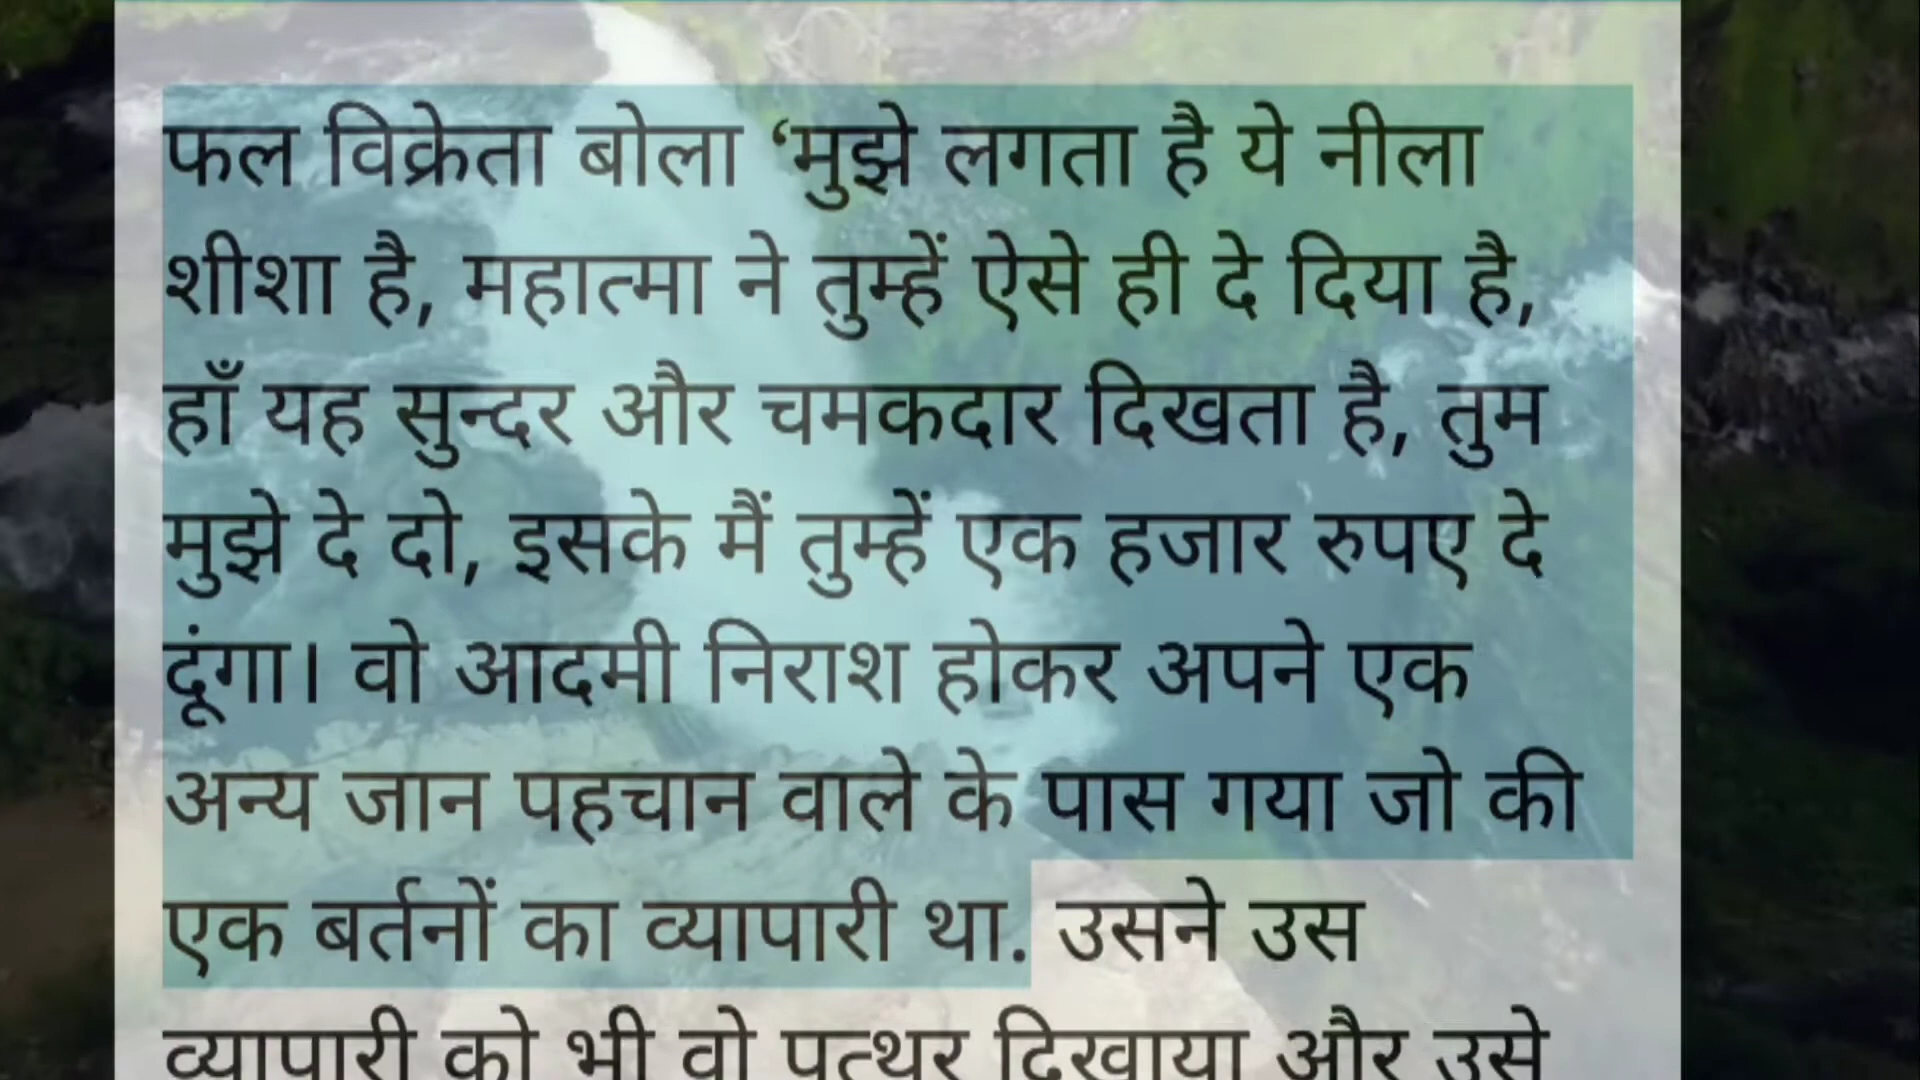 फल विक्रेता बोला ‘मुझे लगता है ये नीला
शीशा है, महात्मा ने तुम्हें ऐसे ही दे दिया है,
हाँ यह सुन्दर और चमकदार दिखता है, तुम
मुझे दे दो, इसके मैं तुम्हें एक हजार रुपए दे
दूंगा। वो आदमी निराश होकर अपने एक
अन्य जान पहचान वाले के पास गया जो की
एक बर्तनों का व्यापारी था. उसने उस
व्यापारी को भी वो पत्थर दिखाया और उसे